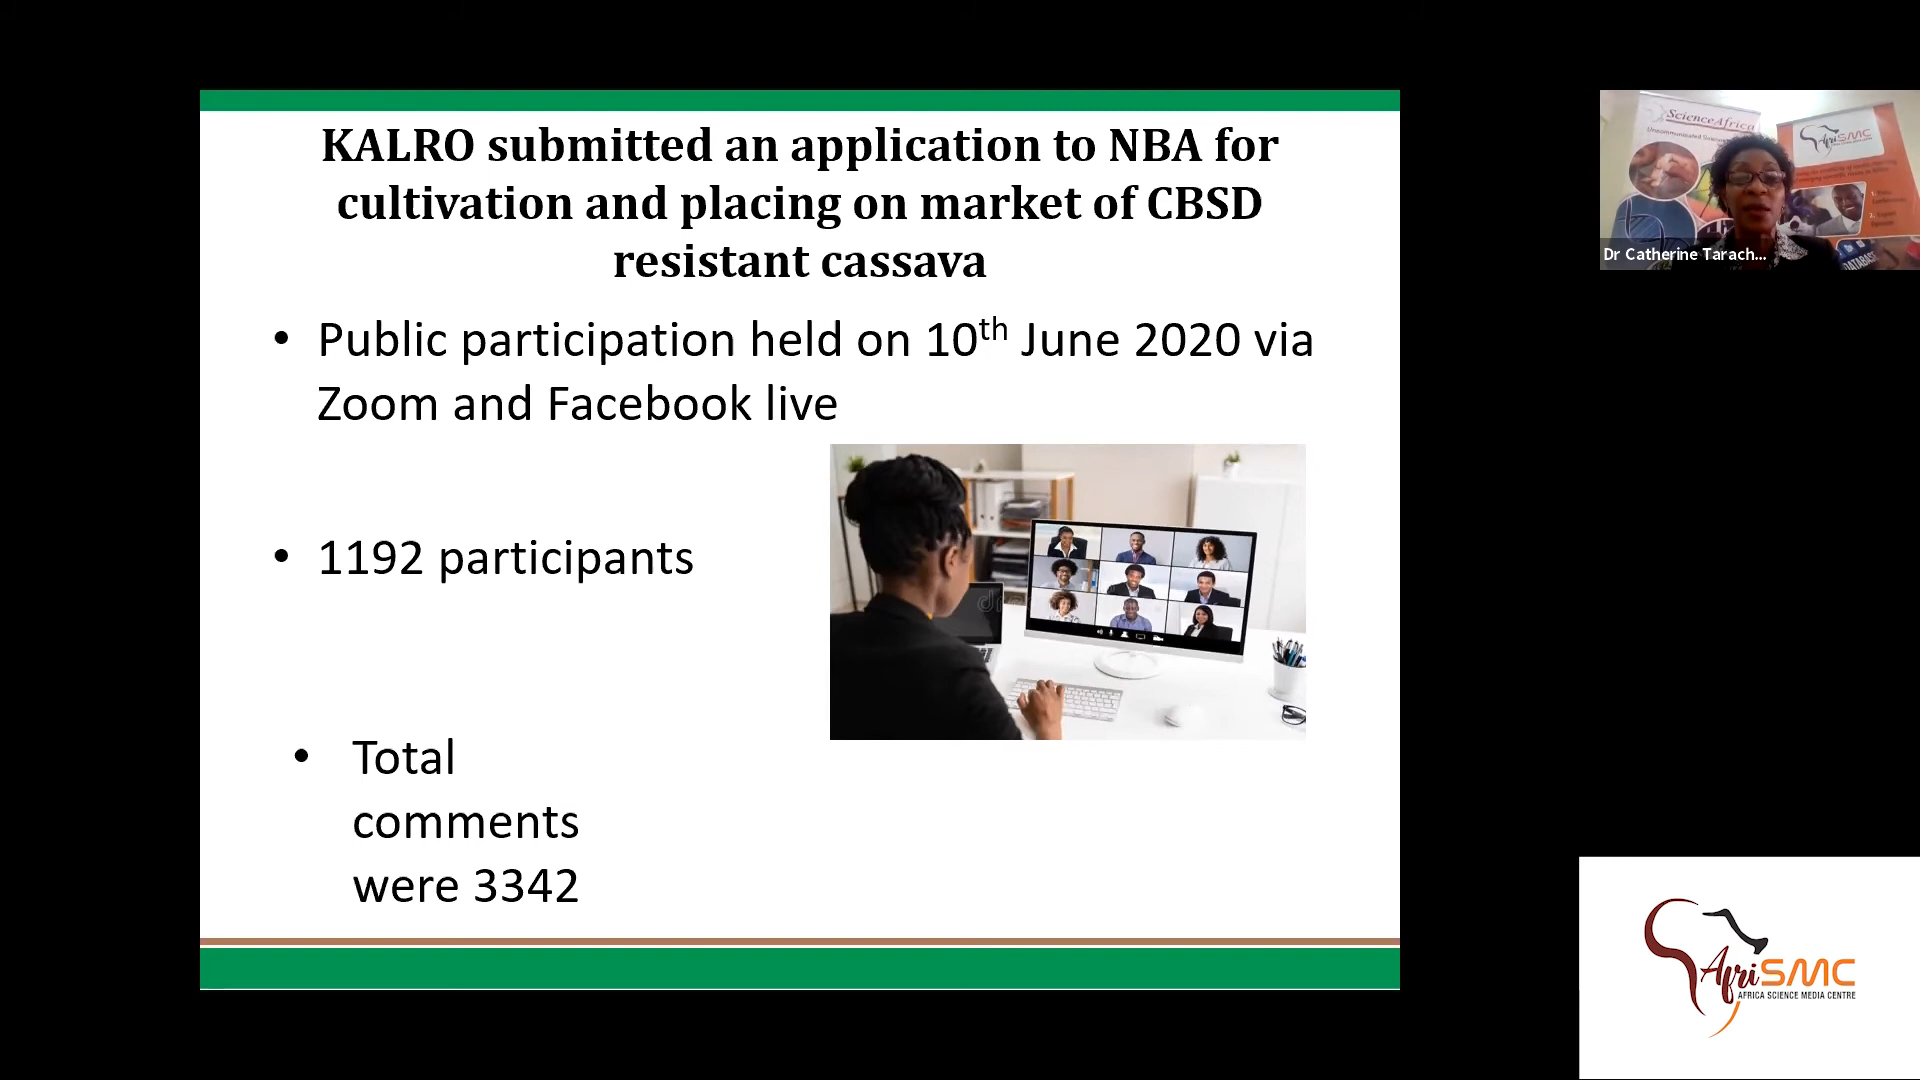 KALRO submitted an application to NBA for
cultivation and placing on market of CBSD
resistant cassava
• Public participation held on 10th June 2020 via
Zoom and Facebook live
• 1192 participants
• Total
comments
were 3342
ScienceAfrica
AfriSMC
DATABASE
Dr Catherine Tarach...
AfriSMC
AFRICA SCIENCE MEDIA CENTRE